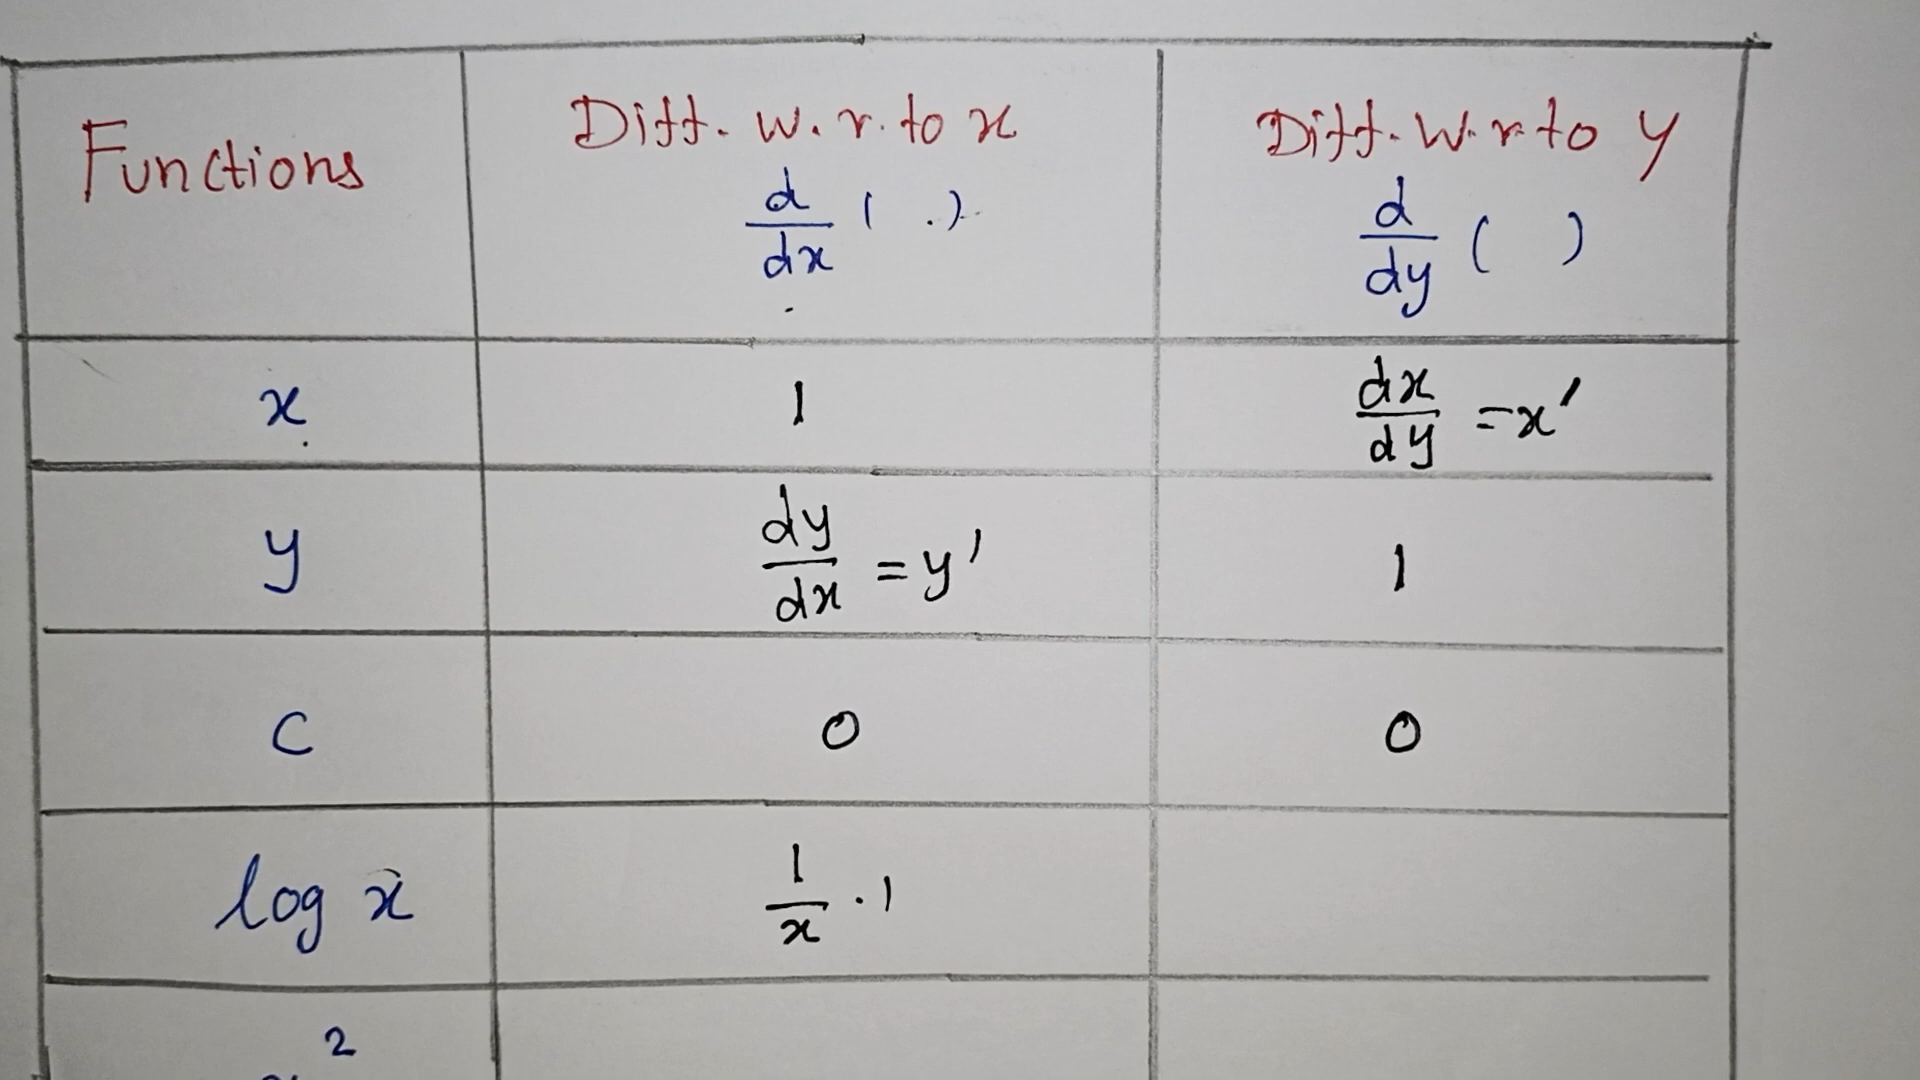 Functions
Diff. w. r. to x
d/dx ( . )
Diff. W. r to y
d/dy ( )
x
1
dx/dy = x'
y
dy/dx = y'
1
c
0
0
log x
1/x . 1
2